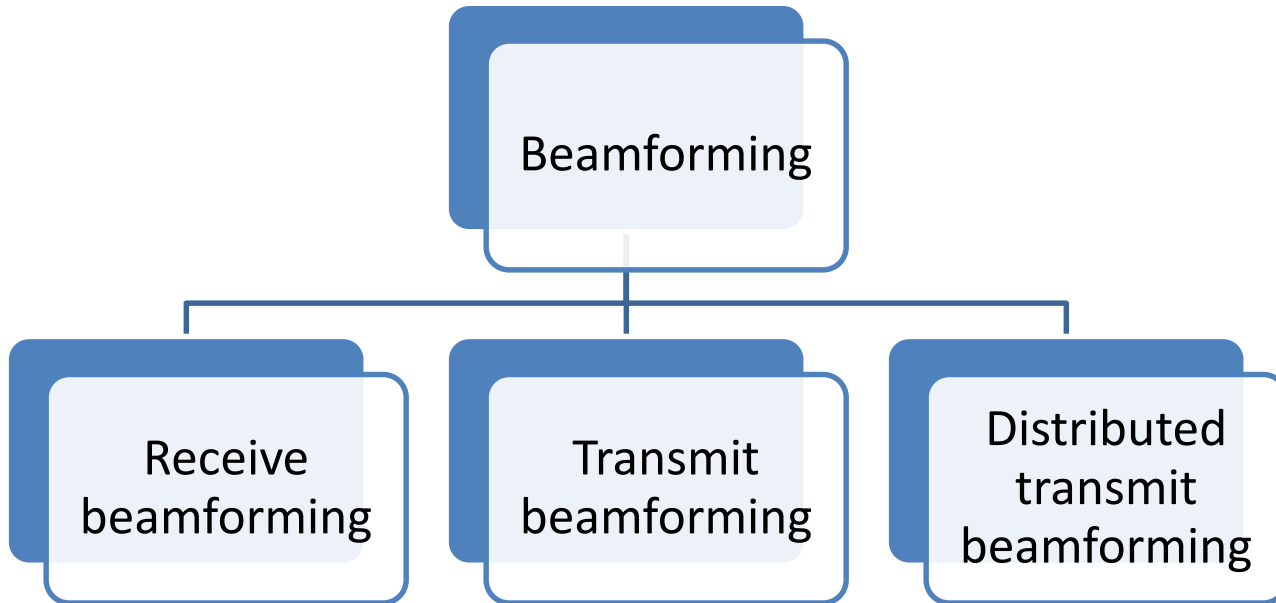 Beamforming
Receive
beamforming
Transmit
beamforming
Distributed
transmit
beamforming